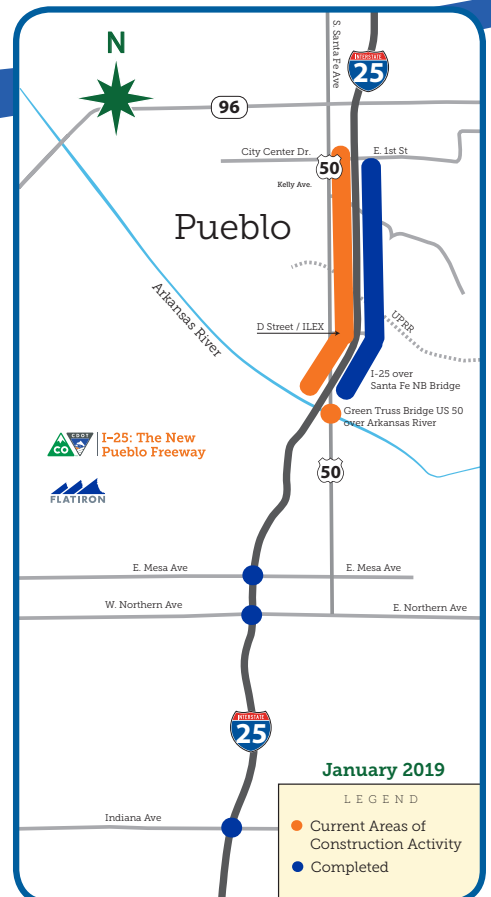 N
S. Santa Fe Ave
INTERSTATE
25
96
City Center Dr.
E. 1st St
50
Kelly Ave.
Pueblo
Arkansas River
D Street / ILEX
UPRR
I-25 over
Santa Fe NB Bridge
Green Truss Bridge US 50
over Arkansas River
CO
CDOT
I-25: The New
Pueblo Freeway
FLATIRON
50
E. Mesa Ave
E. Mesa Ave
W. Northern Ave
E. Northern Ave
INTERSTATE
25
January 2019
LEGEND
Indiana Ave
Current Areas of
Construction Activity
Completed